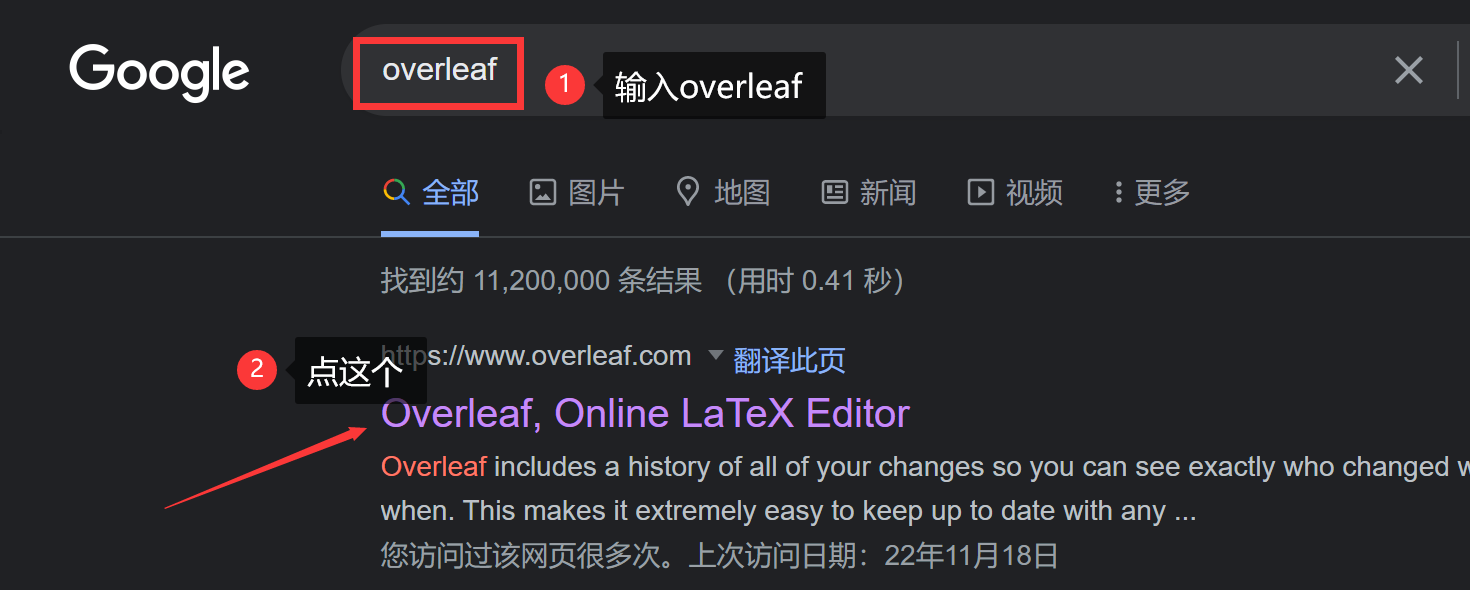 Google
overleaf
1
输入overleaf
全部 图片 地图 新闻 视频 更多
找到约 11,200,000 条结果 （用时 0.41 秒）
2
点这个
https://www.overleaf.com 翻译此页
Overleaf, Online LaTeX Editor
Overleaf includes a history of all of your changes so you can see exactly who changed
when. This makes it extremely easy to keep up to date with any ...
您访问过该网页很多次。上次访问日期：22年11月18日